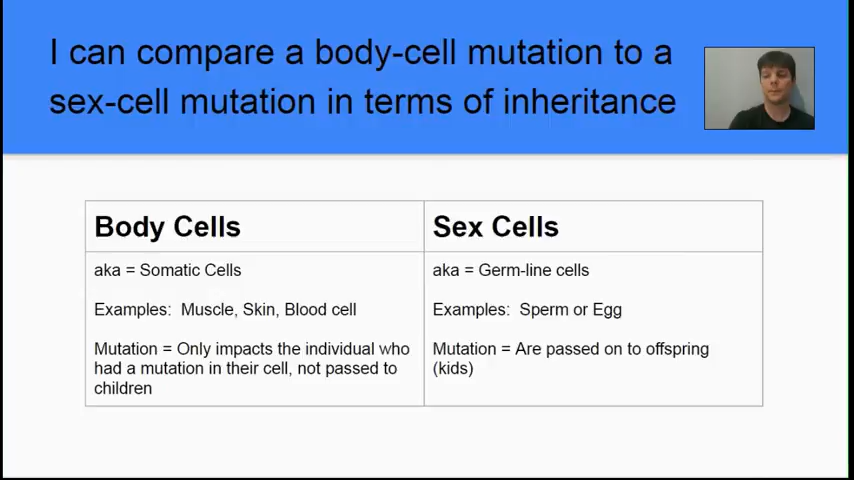 I can compare a body-cell mutation to a
sex-cell mutation in terms of inheritance
Body Cells
aka = Somatic Cells
Examples:  Muscle, Skin, Blood cell
Mutation = Only impacts the individual who
had a mutation in their cell, not passed to
children
Sex Cells
aka = Germ-line cells
Examples:  Sperm or Egg
Mutation = Are passed on to offspring
(kids)